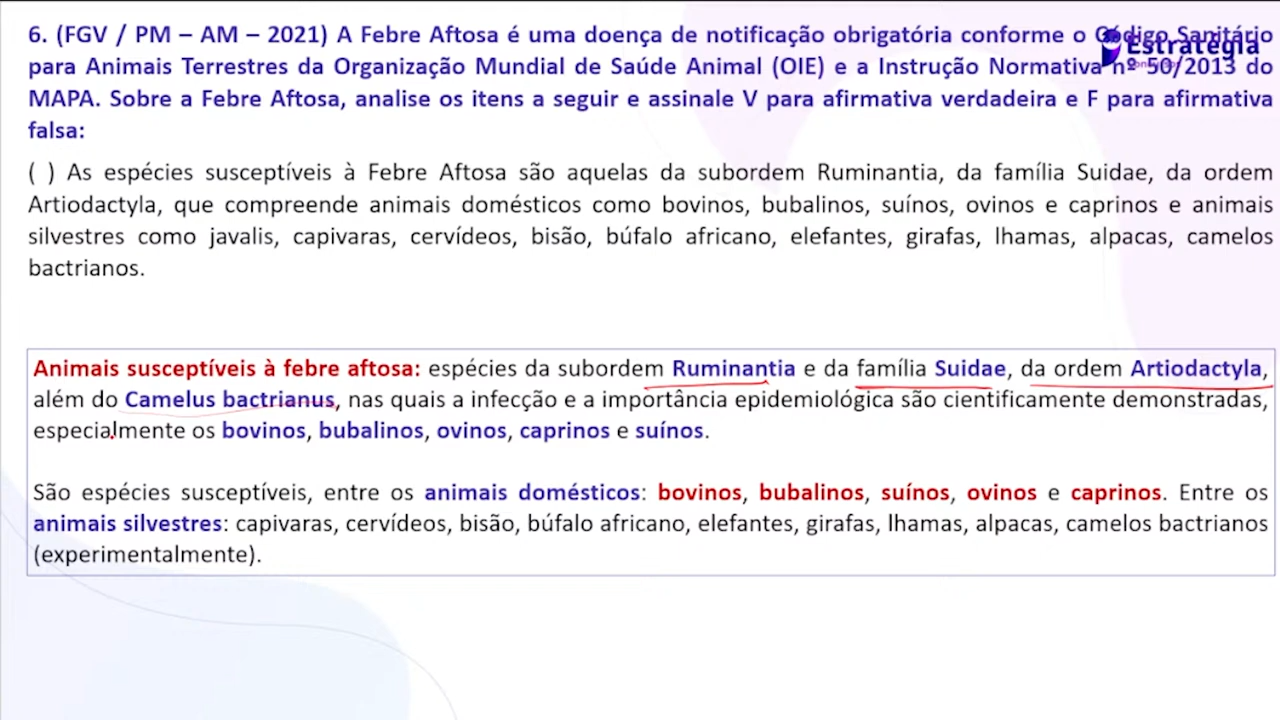 6. (FGV / PM – AM – 2021) A Febre Aftosa é uma doença de notificação obrigatória conforme o Código Sanitário
para Animais Terrestres da Organização Mundial de Saúde Animal (OIE) e a Instrução Normativa nº 50/2013 do
MAPA. Sobre a Febre Aftosa, analise os itens a seguir e assinale V para afirmativa verdadeira e F para afirmativa
falsa:
Estratégia
( ) As espécies susceptíveis à Febre Aftosa são aquelas da subordem Ruminantia, da família Suidae, da ordem
Artiodactyla, que compreende animais domésticos como bovinos, bubalinos, suínos, ovinos e caprinos e animais
silvestres como javalis, capivaras, cervídeos, bisão, búfalo africano, elefantes, girafas, lhamas, alpacas, camelos
bactrianos.
Animais susceptíveis à febre aftosa: espécies da subordem Ruminantia e da família Suidae, da ordem Artiodactyla,
além do Camelus bactrianus, nas quais a infecção e a importância epidemiológica são cientificamente demonstradas,
especialmente os bovinos, bubalinos, ovinos, caprinos e suínos.
São espécies susceptíveis, entre os animais domésticos: bovinos, bubalinos, suínos, ovinos e caprinos. Entre os
animais silvestres: capivaras, cervídeos, bisão, búfalo africano, elefantes, girafas, lhamas, alpacas, camelos bactrianos
(experimentalmente).